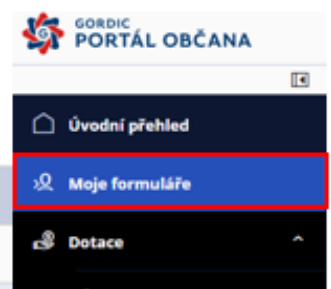 GORDIC
PORTÁL OBČANA
Úvodní přehled
Moje formuláře
Dotace